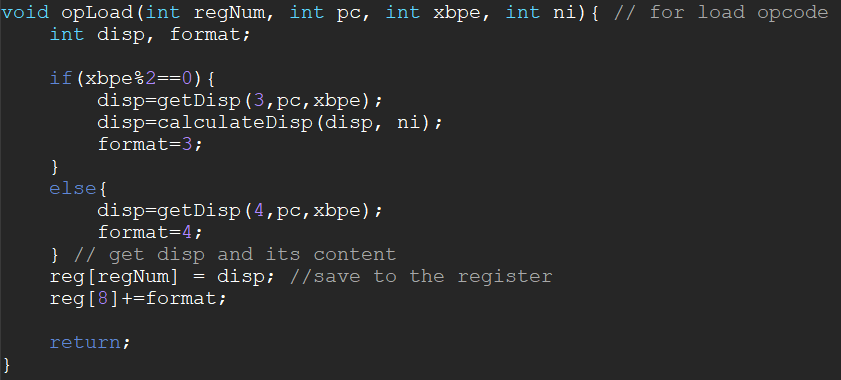 void opLoad(int regNum, int pc, int xbpe, int ni){ // for load opcode
    int disp, format;

    if(xbpe%2==0){
        disp=getDisp(3,pc,xbpe);
        disp=calculateDisp(disp, ni);
        format=3;
    }
    else{
        disp=getDisp(4,pc,xbpe);
        format=4;
    } // get disp and its content
    reg[regNum] = disp; //save to the register
    reg[8]+=format;

    return;
}